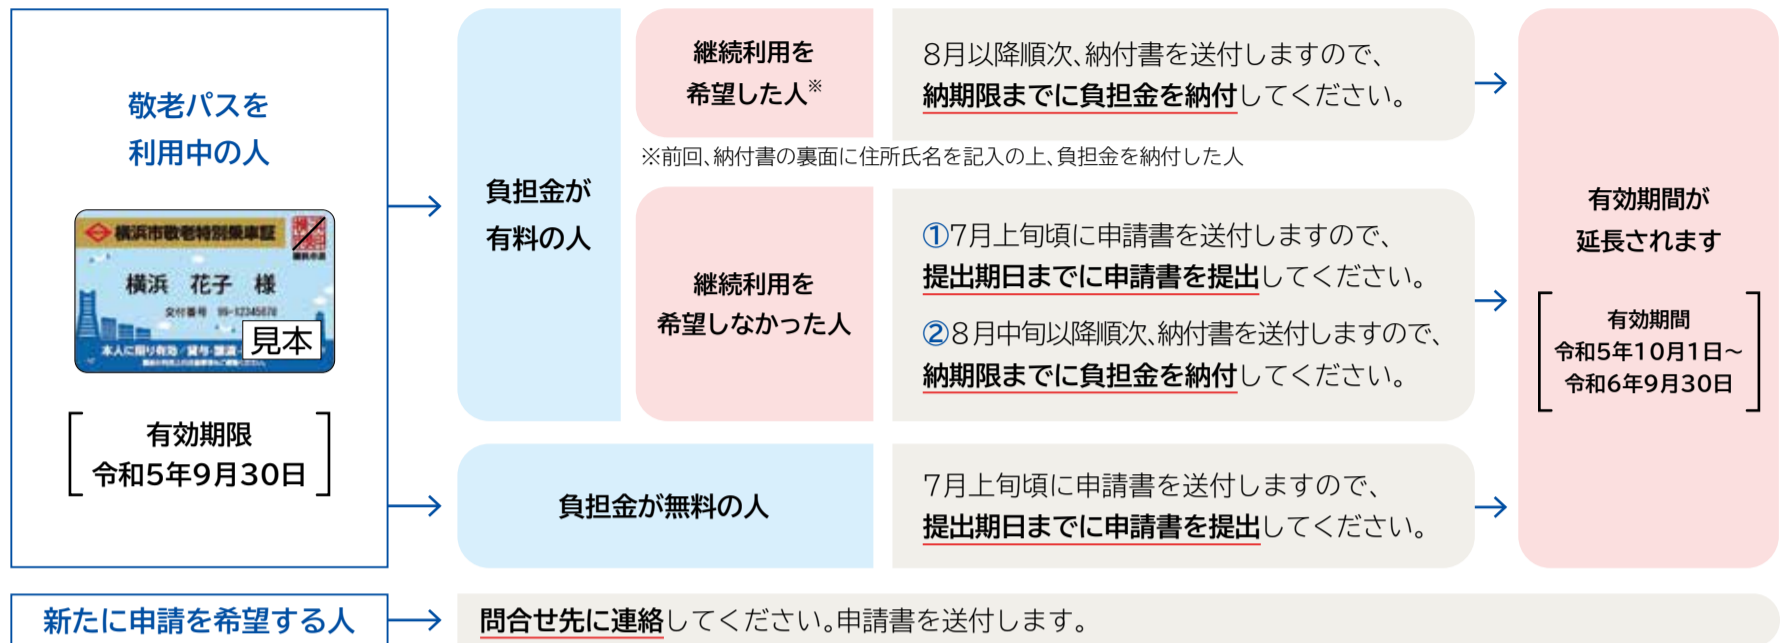 敬老パスを
利用中の人
横浜市敬老特別乗車証
横浜 花子 様
見本
有効期限
令和5年9月30日
負担金が
有料の人
継続利用を
希望した人※
8月以降順次、納付書を送付しますので、
納期限までに負担金を納付してください。
※前回、納付書の裏面に住所氏名を記入の上、負担金を納付した人
継続利用を
希望しなかった人
①7月上旬頃に申請書を送付しますので、
提出期日までに申請書を提出してください。
②8月中旬以降順次、納付書を送付しますので、
納期限までに負担金を納付してください。
負担金が無料の人
7月上旬頃に申請書を送付しますので、
提出期日までに申請書を提出してください。
有効期間が
延長されます
有効期間
令和5年10月1日～
令和6年9月30日
新たに申請を希望する人
問合せ先に連絡してください。申請書を送付します。